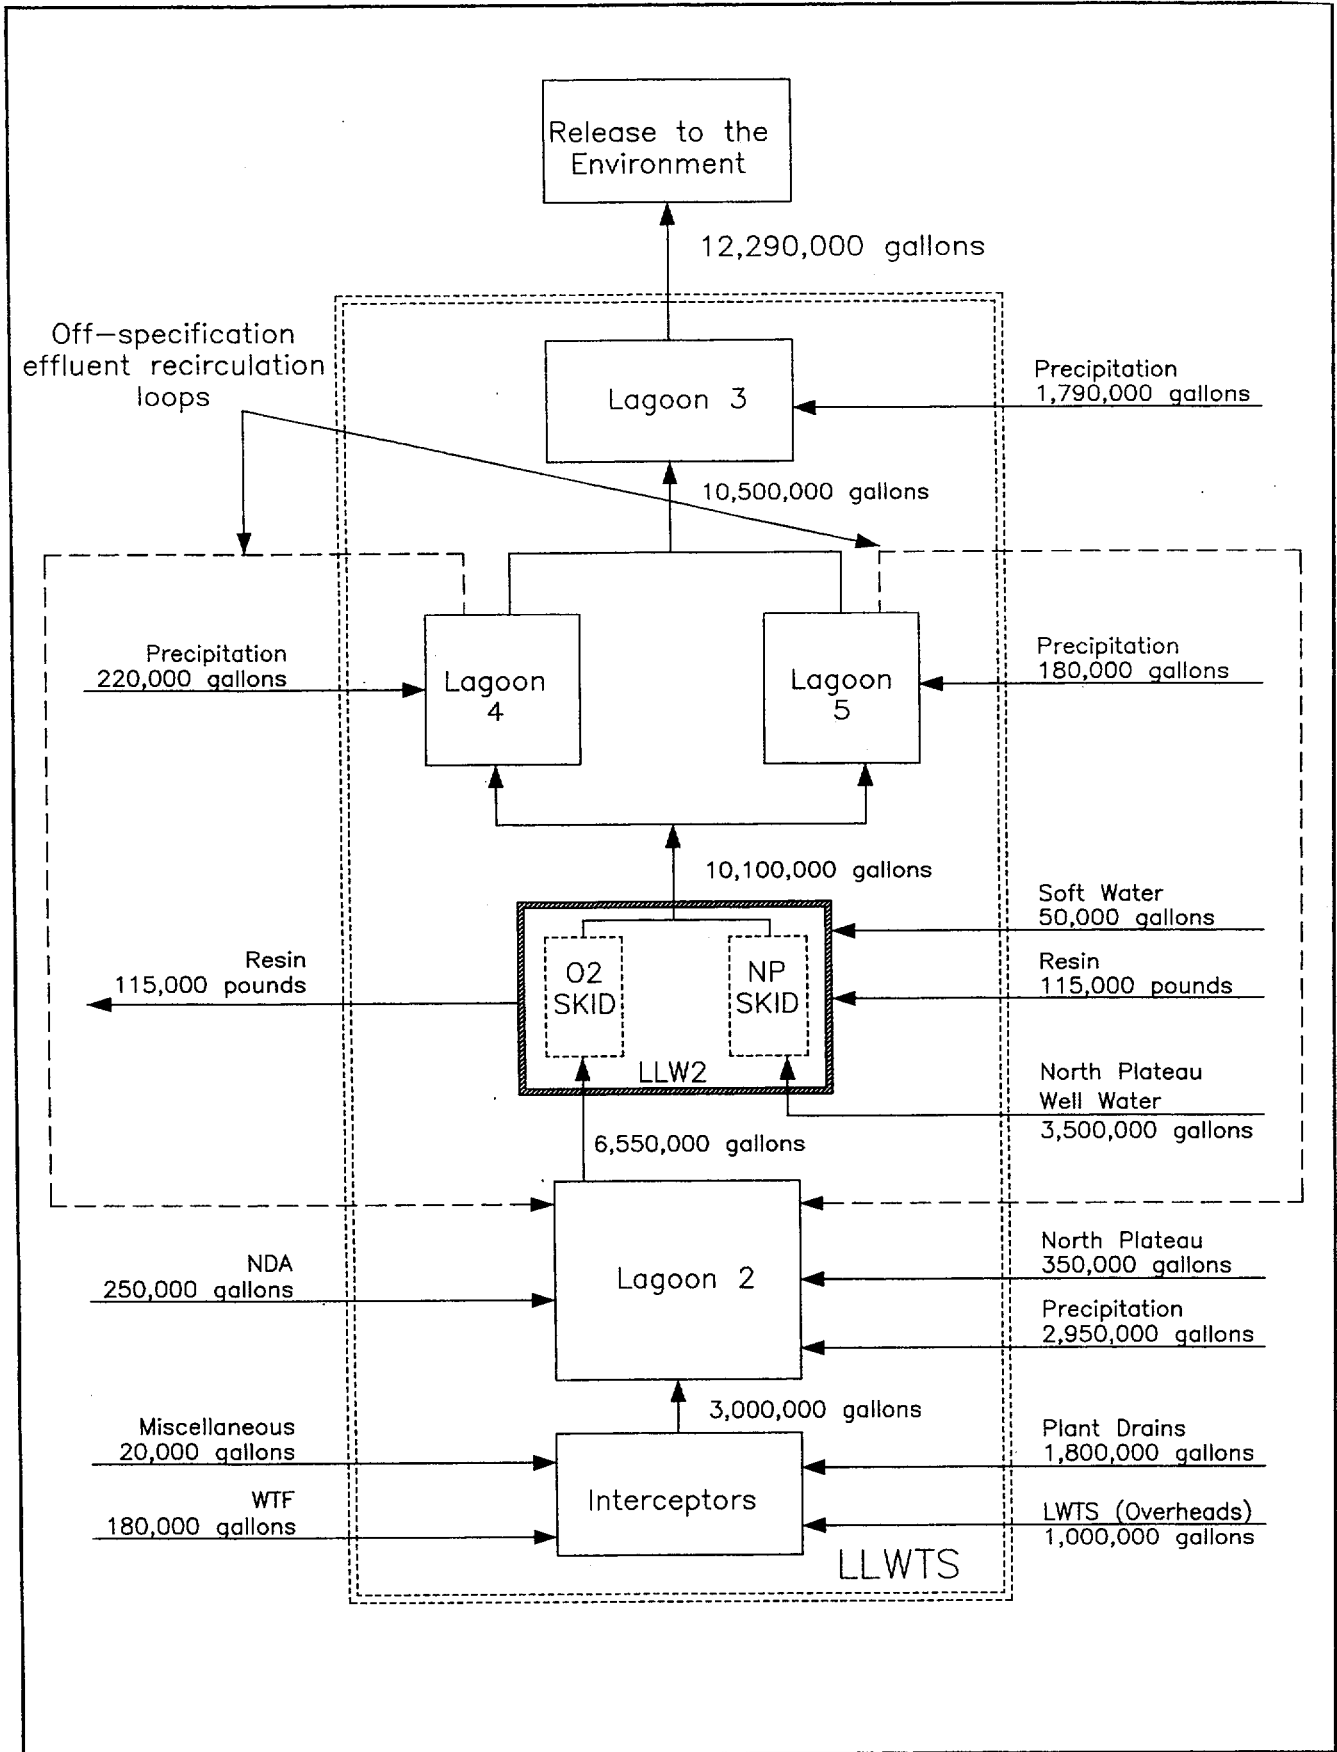 Release to the
Environment
12,290,000 gallons
Off-specification
effluent recirculation
loops
Lagoon 3
Precipitation
1,790,000 gallons
10,500,000 gallons
Precipitation
220,000 gallons
Lagoon
4
Lagoon
5
Precipitation
180,000 gallons
10,100,000 gallons
Soft Water
50,000 gallons
Resin
115,000 pounds
O2
SKID
NP
SKID
LLW2
Resin
115,000 pounds
North Plateau
Well Water
3,500,000 gallons
6,550,000 gallons
NDA
250,000 gallons
Lagoon 2
North Plateau
350,000 gallons
Precipitation
2,950,000 gallons
3,000,000 gallons
Miscellaneous
20,000 gallons
WTF
180,000 gallons
Interceptors
Plant Drains
1,800,000 gallons
LWTS (Overheads)
1,000,000 gallons
LLWTS